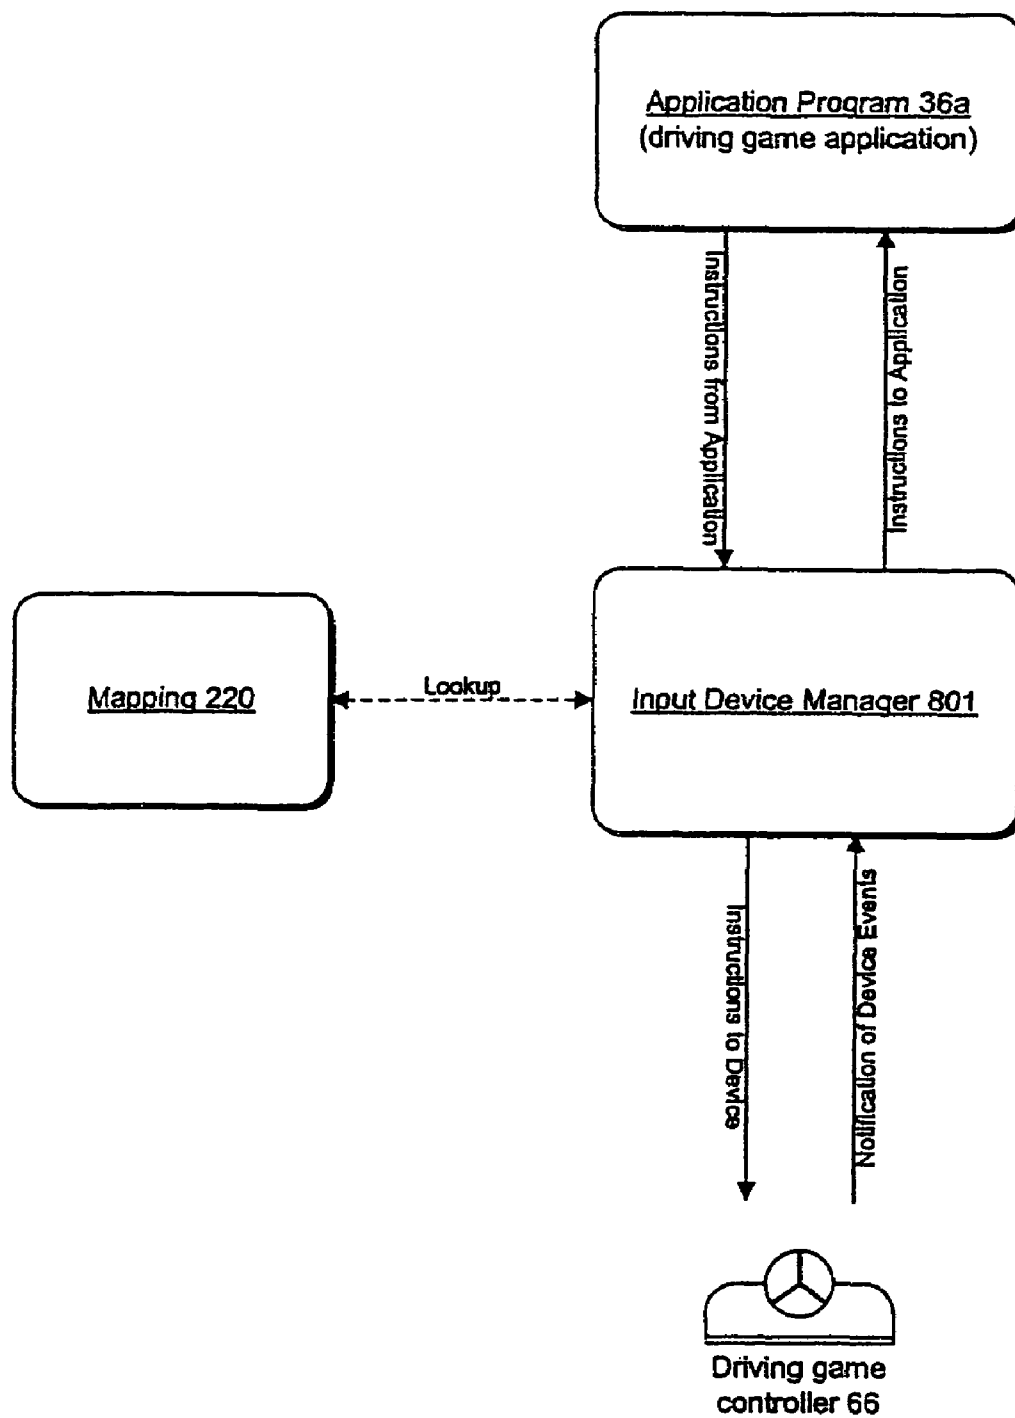 Application Program 36a
(driving game application)
Instructions from Application
Instructions to Application
Mapping 220
Lookup
Input Device Manager 801
Instructions to Device
Notification of Device Events
Driving game
controller 66